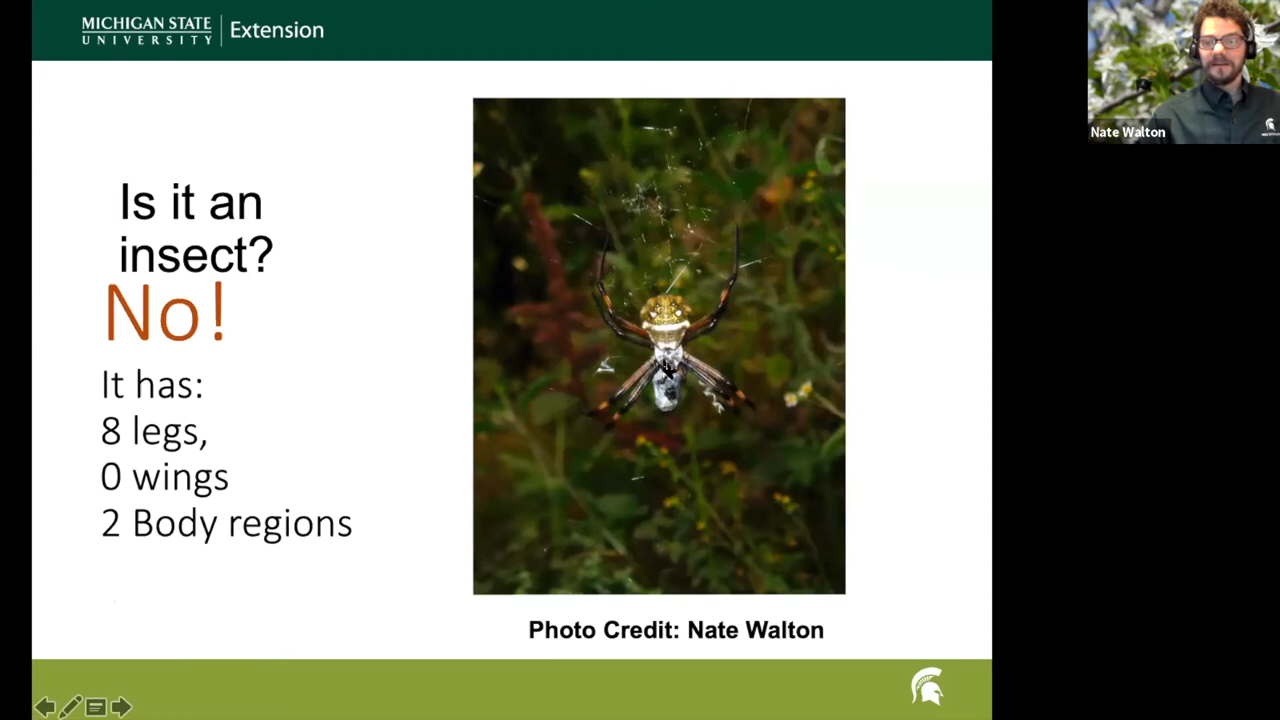 MICHIGAN STATE
UNIVERSITY
Extension
Nate Walton
Is it an
insect?
No!
It has:
8 legs,
0 wings
2 Body regions
Photo Credit: Nate Walton